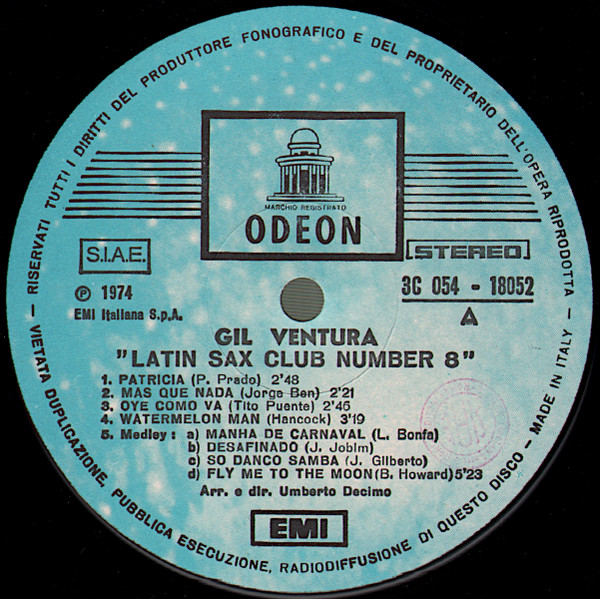 RISERVATI TUTTI I DIRITTI DEL PRODUTTORE FONOGRAFICO E DEL PROPRIETARIO DELL'OPERA RIPRODOTTA
MARCHIO REGISTRATO
ODEON
S.I.A.E.
[STEREO]
℗ 1974
EMI Italiana S.p.A.
3C 054 - 18052
A
GIL VENTURA
"LATIN SAX CLUB NUMBER 8"
1. PATRICIA (P. Prado) 2'48
2. MAS QUE NADA (Jorge Ben) 2'21
3. OYE COMO VA (Tito Puente) 2'46
4. WATERMELON MAN (Hancock) 3'19
5. Medley: a) MANHA DE CARNAVAL (L. Bonfa)
b) DESAFINADO (J. Jobim)
c) SO DANCO SAMBA (J. Gilberto)
d) FLY ME TO THE MOON (B. Howard) 5'23
Arr. e dir. Umberto Decimo
EMI
VIETATA DUPLICAZIONE PUBBLICA ESECUZIONE, RADIODIFFUSIONE DI QUESTO DISCO - MADE IN ITALY -